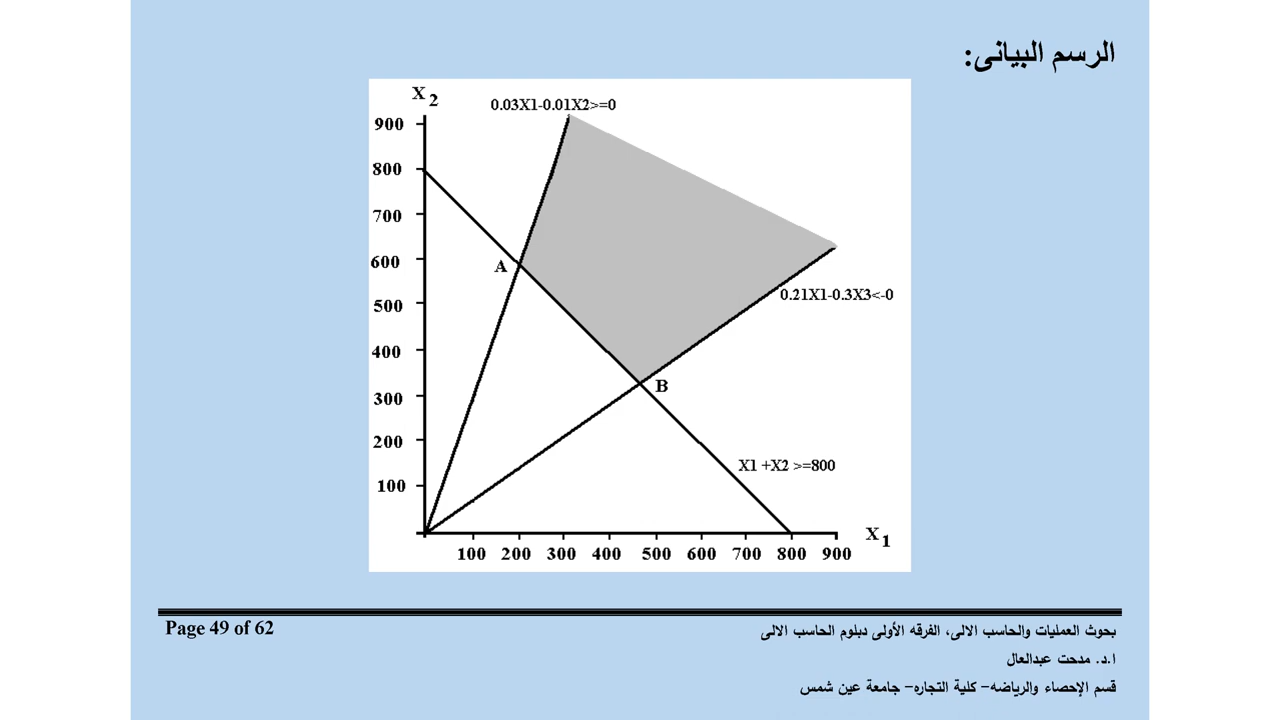 الرسم البيانى:
X 2
0.03X1-0.01X2>=0
900
800
700
600
A
500
0.21X1-0.3X3<-0
400
B
300
200
X1 +X2 >=800
100
X 1
100 200 300 400 500 600 700 800 900
Page 49 of 62
بحوث العمليات والحاسب الالى، الفرقه الأولى دبلوم الحاسب الالى
ا.د. مدحت عبدالعال
قسم الإحصاء والرياضه- كلية التجاره- جامعة عين شمس